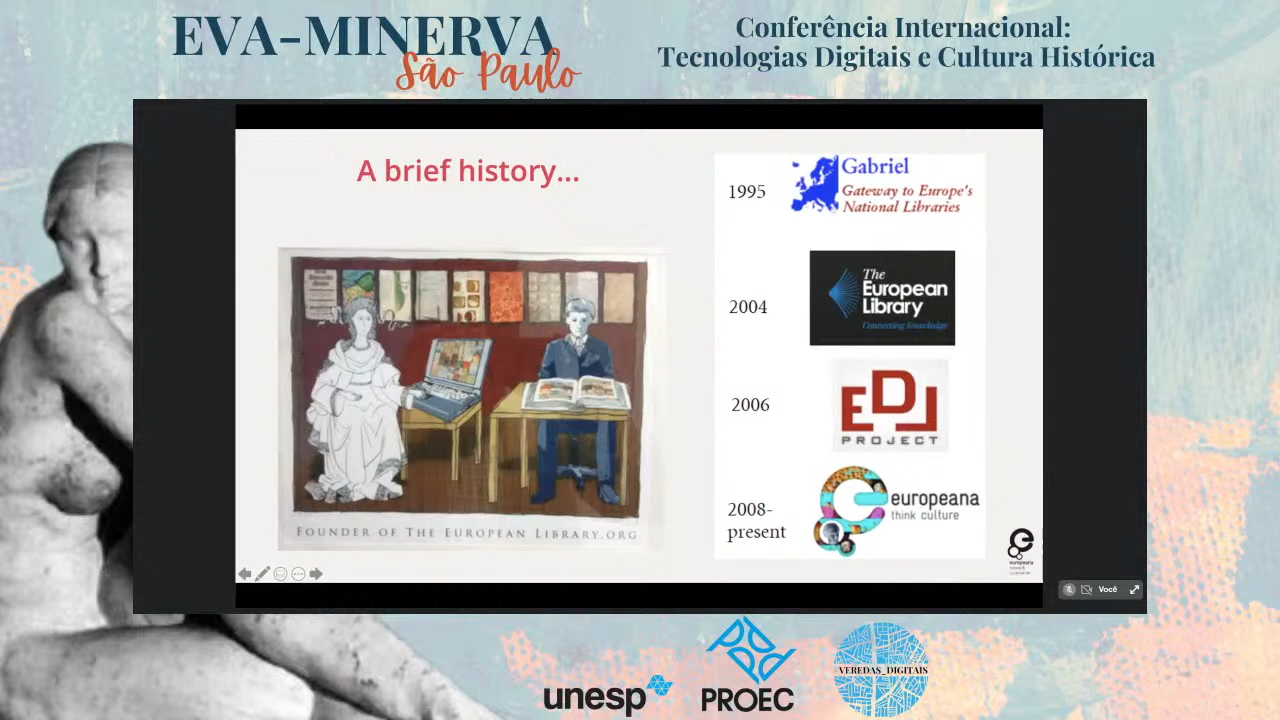 EVA-MINERVA
São Paulo
Conferência Internacional:
Tecnologias Digitais e Cultura Histórica
A brief history...
1995
Gabriel
Gateway to Europe's
National Libraries
2004
The
European
Library
Connecting knowledge
2006
EDL
PROJECT
2008-
present
europeana
think culture
FOUNDER OF THE EUROPEAN LIBRARY.ORG
europeana
Você
unesp
PROEC
VEREDAS_DIGITAIS